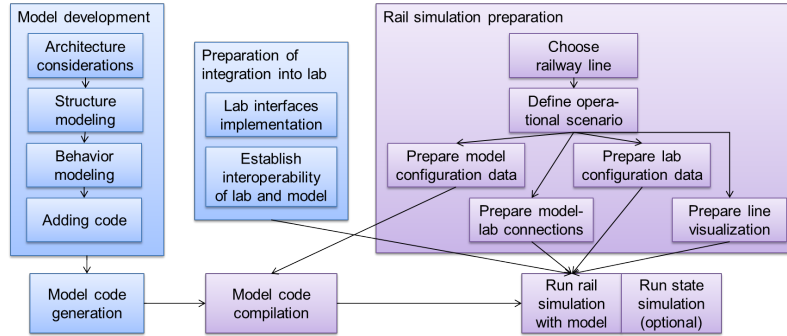 Model development
Architecture
considerations
Structure
modeling
Behavior
modeling
Adding code
Preparation of
integration into lab
Lab interfaces
implementation
Establish
interoperability
of lab and model
Rail simulation preparation
Choose
railway line
Define opera-
tional scenario
Prepare model
configuration data
Prepare lab
configuration data
Prepare model-
lab connections
Prepare line
visualization
Model code
generation
Model code
compilation
Run rail
simulation
with model
Run state
simulation
(optional)